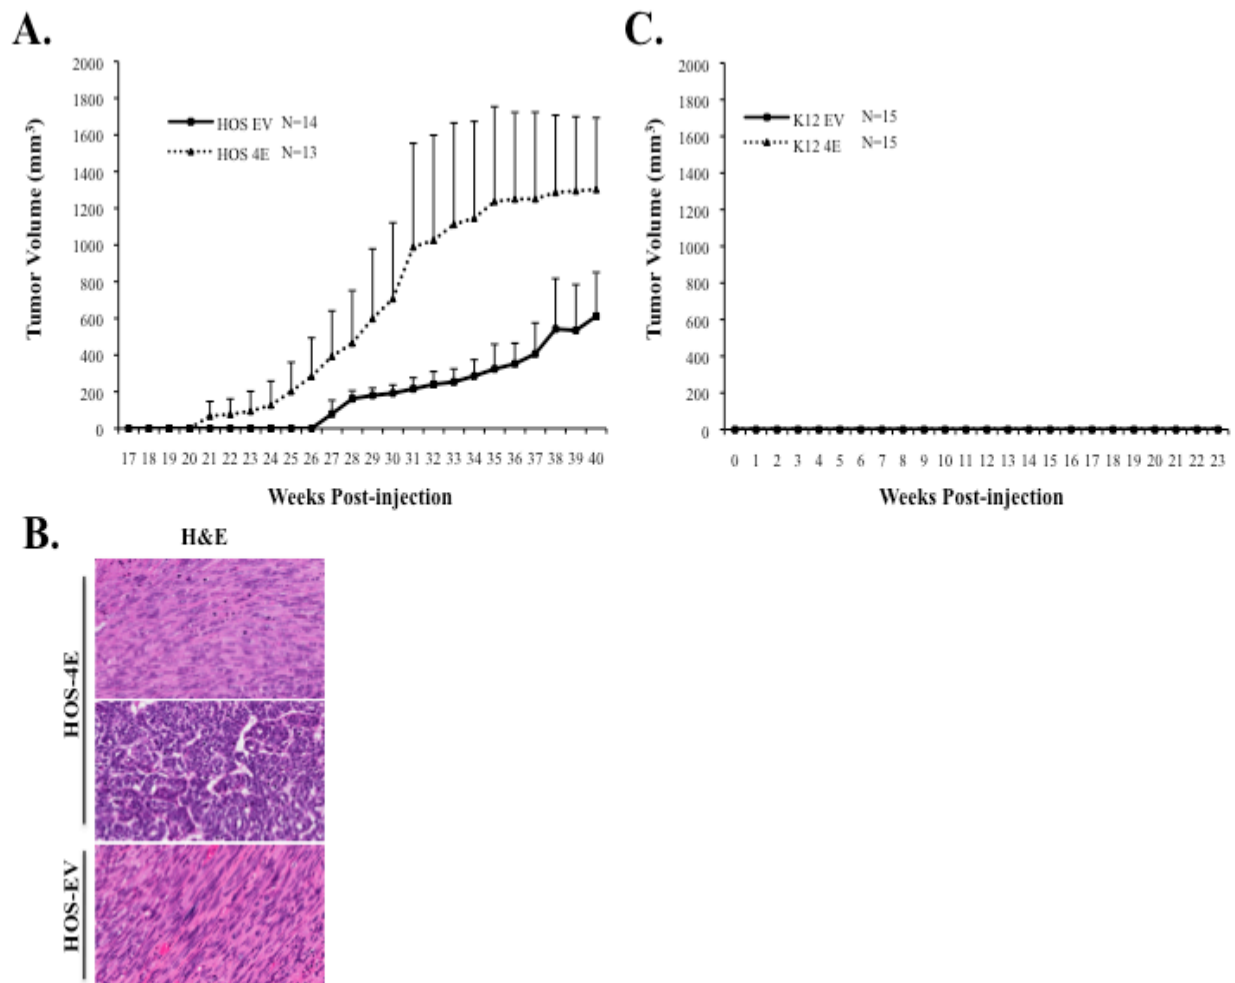 A.
2000
1800
1600
1400
1200
1000
800
600
400
200
0
Tumor Volume (mm³)
HOS EV N=14
HOS 4E N=13
17 18 19 20 21 22 23 24 25 26 27 28 29 30 31 32 33 34 35 36 37 38 39 40
Weeks Post-injection
C.
2000
1800
1600
1400
1200
1000
800
600
400
200
0
Tumor Volume (mm³)
K12 EV N=15
K12 4E N=15
0 1 2 3 4 5 6 7 8 9 10 11 12 13 14 15 16 17 18 19 20 21 22 23
Weeks Post-injection
B.
H&E
HOS-4E
HOS-EV